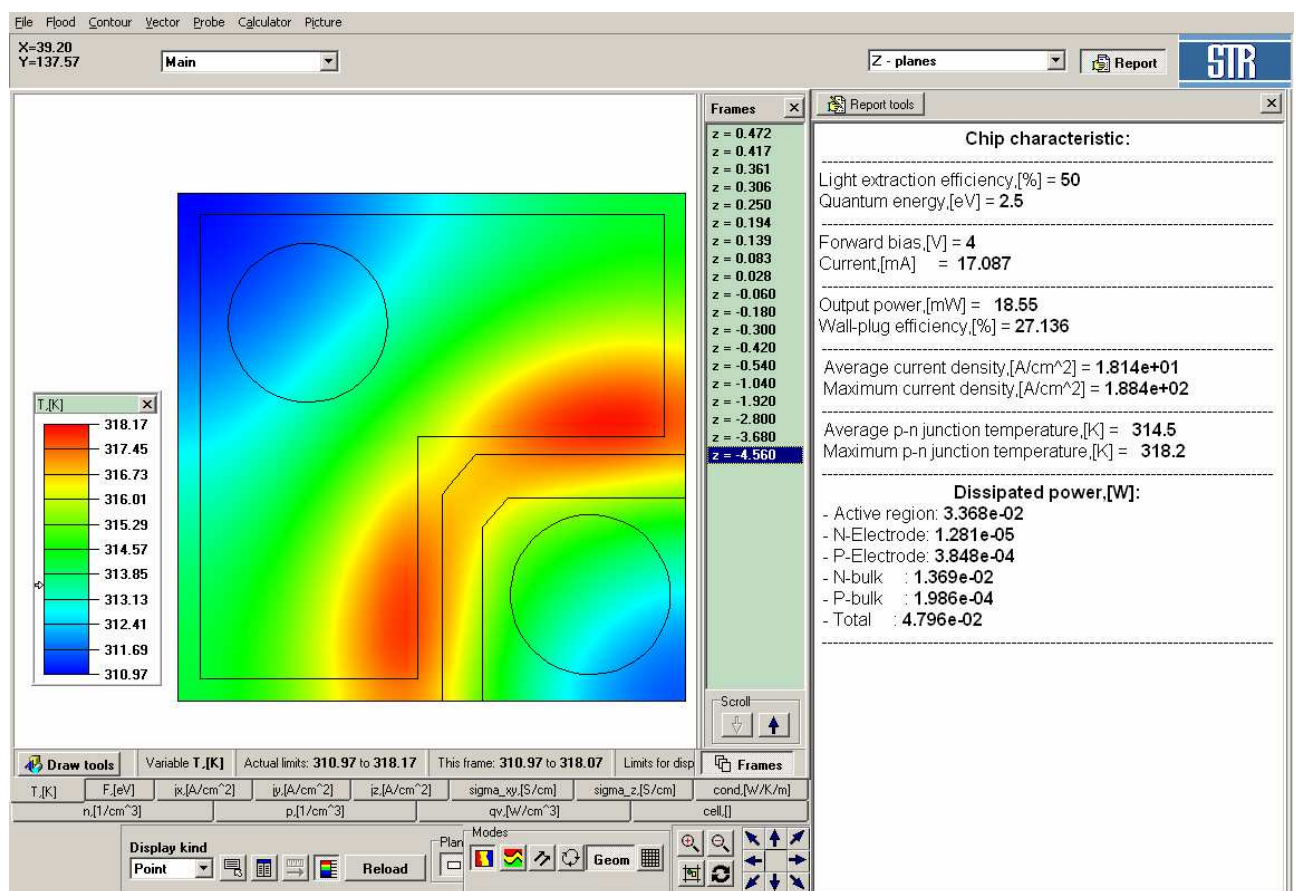 File Flood Contour Vector Probe Calculator Picture
X=39.20
Y=137.57
Main
Z - planes
Report
STR
Frames
z = 0.472
z = 0.417
z = 0.361
z = 0.306
z = 0.250
z = 0.194
z = 0.139
z = 0.083
z = 0.028
z = -0.060
z = -0.180
z = -0.300
z = -0.420
z = -0.540
z = -1.040
z = -1.920
z = -2.800
z = -3.680
z = -4.560
Scroll
T,[K]
318.17
317.45
316.73
316.01
315.29
314.57
313.85
313.13
312.41
311.69
310.97
Report tools
Chip characteristic:
Light extraction efficiency,[%] = 50
Quantum energy,[eV] = 2.5
Forward bias,[V] = 4
Current,[mA] = 17.087
Output power,[mW] = 18.55
Wall-plug efficiency,[%] = 27.136
Average current density,[A/cm^2] = 1.814e+01
Maximum current density,[A/cm^2] = 1.884e+02
Average p-n junction temperature,[K] = 314.5
Maximum p-n junction temperature,[K] = 318.2
Dissipated power,[W]:
- Active region: 3.368e-02
- N-Electrode: 1.281e-05
- P-Electrode: 3.848e-04
- N-bulk : 1.369e-02
- P-bulk : 1.986e-04
- Total : 4.796e-02
Draw tools Variable T,[K] Actual limits: 310.97 to 318.17 This frame: 310.97 to 318.07 Limits for disp Frames
T,[K] F,[eV] jx,[A/cm^2] jy,[A/cm^2] jz,[A/cm^2] sigma_xy,[S/cm] sigma_z,[S/cm] cond,[W/K/m]
n,[1/cm^3] p,[1/cm^3] qv,[W/cm^3] cell,[]
Display kind
Point
Reload
Plan
Modes
Geom